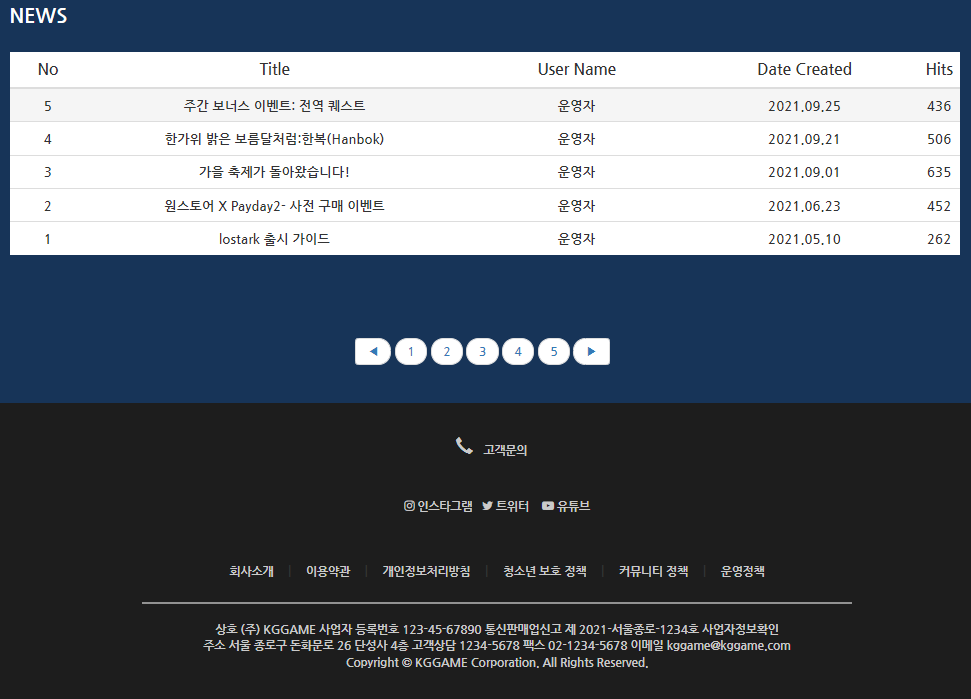 NEWS
No Title User Name Date Created Hits
5 주간 보너스 이벤트: 전역 퀘스트 운영자 2021.09.25 436
4 한가위 밝은 보름달처럼:한복(Hanbok) 운영자 2021.09.21 506
3 가을 축제가 돌아왔습니다! 운영자 2021.09.01 635
2 원스토어 X Payday2- 사전 구매 이벤트 운영자 2021.06.23 452
1 lostark 출시 가이드 운영자 2021.05.10 262
◀ 1 2 3 4 5 ▶
고객문의
인스타그램 트위터 유튜브
회사소개 | 이용약관 | 개인정보처리방침 | 청소년 보호 정책 | 커뮤니티 정책 | 운영정책
상호 (주) KGGAME 사업자 등록번호 123-45-67890 통신판매업신고 제 2021-서울종로-1234호 사업자정보확인
주소 서울 종로구 돈화문로 26 단성사 4층 고객상담 1234-5678 팩스 02-1234-5678 이메일 kggame@kggame.com
Copyright © KGGAME Corporation. All Rights Reserved.